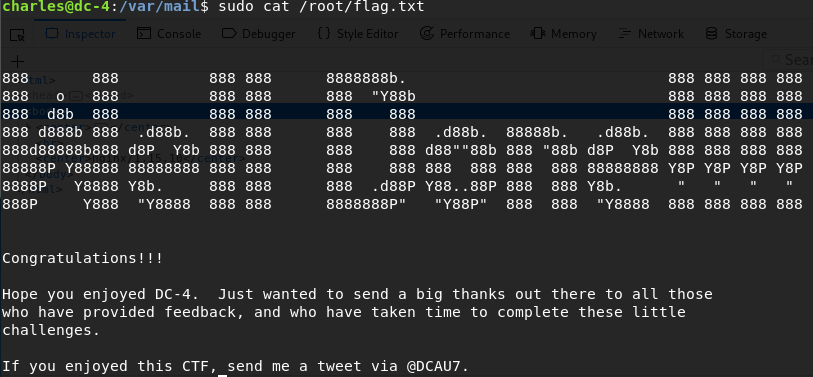 charles@dc-4:/var/mail$ sudo cat /root/flag.txt
Inspector Console Debugger Style Editor Performance Memory Network Storage
888       888          888 888      8888888b.                             888 888 888 888
888   o   888          888 888      888  "Y88b                            888 888 888 888
888  d8b  888          888 888      888    888                            888 888 888 888
888 d888b 888  .d88b.  888 888      888    888  .d88b.  88888b.   .d88b.  888 888 888 888
888d88888b888 d8P  Y8b 888 888      888    888 d88""88b 888 "88b d8P  Y8b 888 888 888 888
88888P Y88888 88888888 888 888      888    888 888  888 888  888 88888888 Y8P Y8P Y8P Y8P
8888P   Y8888 Y8b.     888 888      888  .d88P Y88..88P 888  888 Y8b.      "   "   "   "
888P     Y888  "Y8888  888 888      8888888P"   "Y88P"  888  888  "Y8888  888 888 888 888
Congratulations!!!
Hope you enjoyed DC-4.  Just wanted to send a big thanks out there to all those
who have provided feedback, and who have taken time to complete these little
challenges.
If you enjoyed this CTF, send me a tweet via @DCAU7.